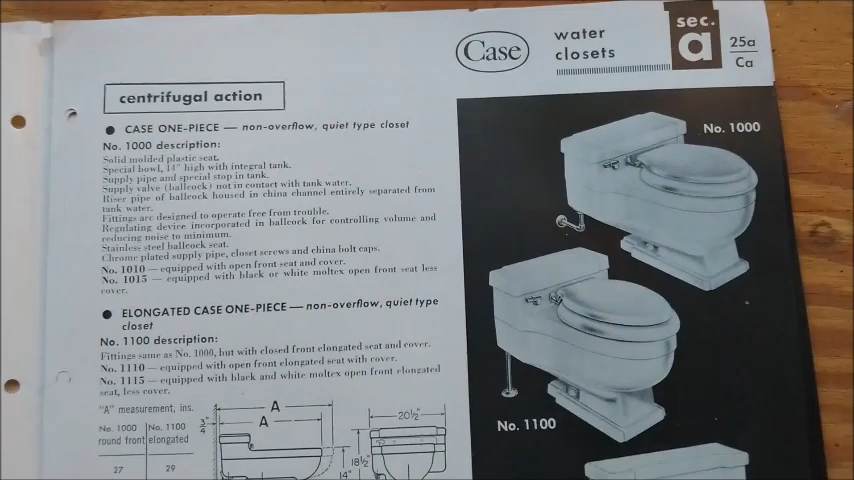 Case
water
closets
sec.
a
25a
Ca
centrifugal action
● CASE ONE-PIECE — non-overflow, quiet type closet
No. 1000 description:
Solid molded plastic seat.
Special bowl, 14" high with integral tank.
Supply pipe and special stop in tank.
Supply valve (ballcock) not in contact with tank water.
Riser pipe of ballcock housed in china channel entirely separated from
tank water.
Fittings are designed to operate free from trouble.
Regulating device incorporated in ballcock for controlling volume and
reducing noise to minimum.
Stainless steel ballcock seat.
Chrome plated supply pipe, closet screws and china bolt caps.
No. 1010 — equipped with open front seat and cover.
No. 1015 — equipped with black or white moltex open front seat less
cover.
● ELONGATED CASE ONE-PIECE — non-overflow, quiet type
closet
No. 1100 description:
Fittings same as No. 1000, but with closed front elongated seat and cover.
No. 1110 — equipped with open front elongated seat with cover.
No. 1115 — equipped with black and white moltex open front elongated
seat, less cover.
"A" measurement, ins.
No. 1000 No. 1100
round front elongated
27 29
3/4"
A
A
14"
20½"
18½"
No. 1000
No. 1100